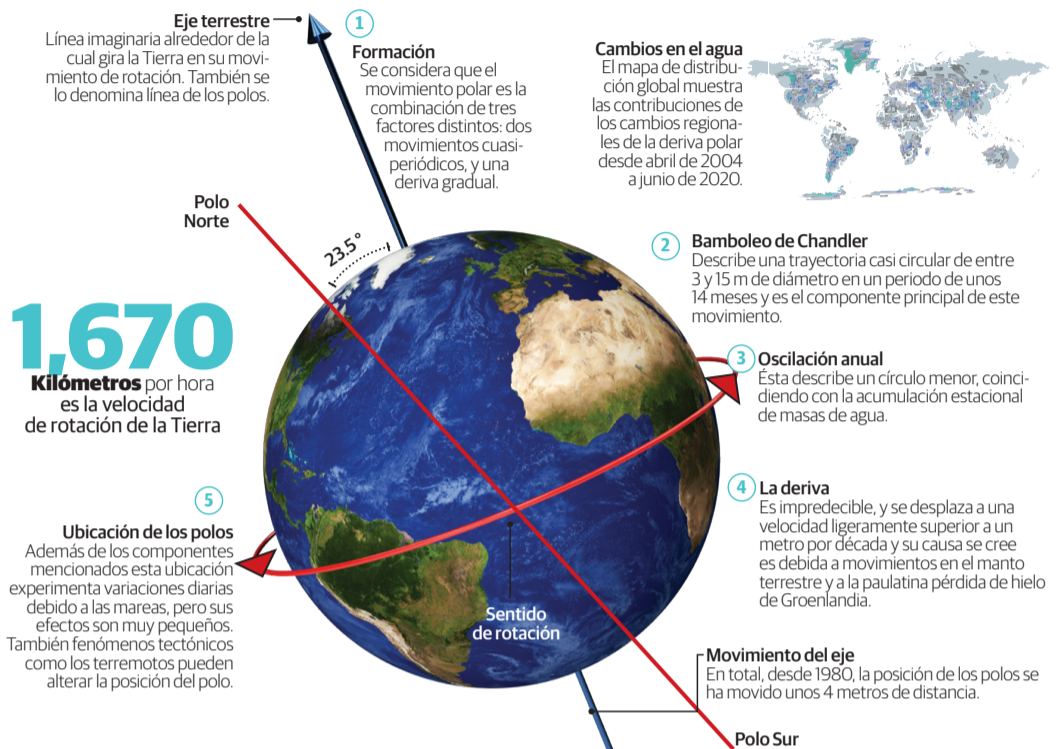 Eje terrestre
Línea imaginaria alrededor de la
cual gira la Tierra en su movi-
miento de rotación. También se
lo denomina línea de los polos.
1
Formación
Se considera que el
movimiento polar es la
combinación de tres
factores distintos: dos
movimientos cuasi-
periódicos, y una
deriva gradual.
Cambios en el agua
El mapa de distribu-
ción global muestra
las contribuciones de
los cambios regiona-
les de la deriva polar
desde abril de 2004
a junio de 2020.
Polo
Norte
23.5°
2
Bamboleo de Chandler
Describe una trayectoria casi circular de entre
3 y 15 m de diámetro en un periodo de unos
14 meses y es el componente principal de este
movimiento.
1,670
Kilómetros por hora
es la velocidad
de rotación de la Tierra
3
Oscilación anual
Ésta describe un círculo menor, coinci-
diendo con la acumulación estacional
de masas de agua.
4
La deriva
Es impredecible, y se desplaza a una
velocidad ligeramente superior a un
metro por década y su causa se cree
es debida a movimientos en el manto
terrestre y a la paulatina pérdida de hielo
de Groenlandia.
5
Ubicación de los polos
Además de los componentes
mencionados esta ubicación
experimenta variaciones diarias
debido a las mareas, pero sus
efectos son muy pequeños.
También fenómenos tectónicos
como los terremotos pueden
alterar la posición del polo.
Sentido
de rotación
Movimiento del eje
En total, desde 1980, la posición de los polos se
ha movido unos 4 metros de distancia.
Polo Sur